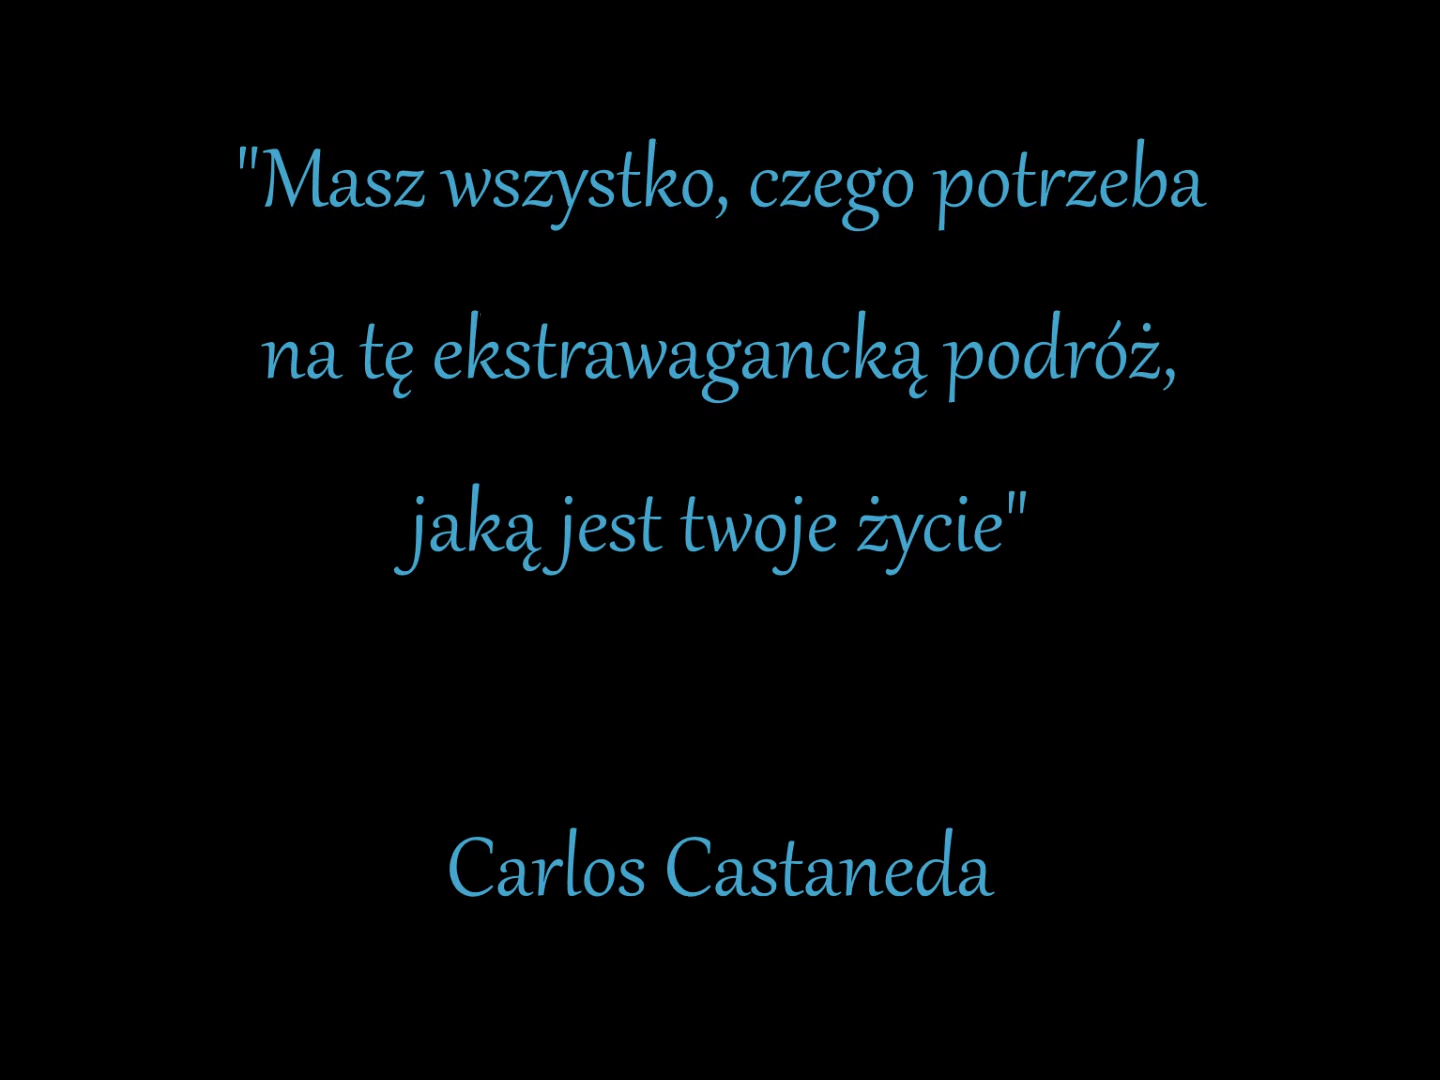 "Masz wszystko, czego potrzeba
na tę ekstrawagancką podróż,
jaką jest twoje życie"
Carlos Castaneda